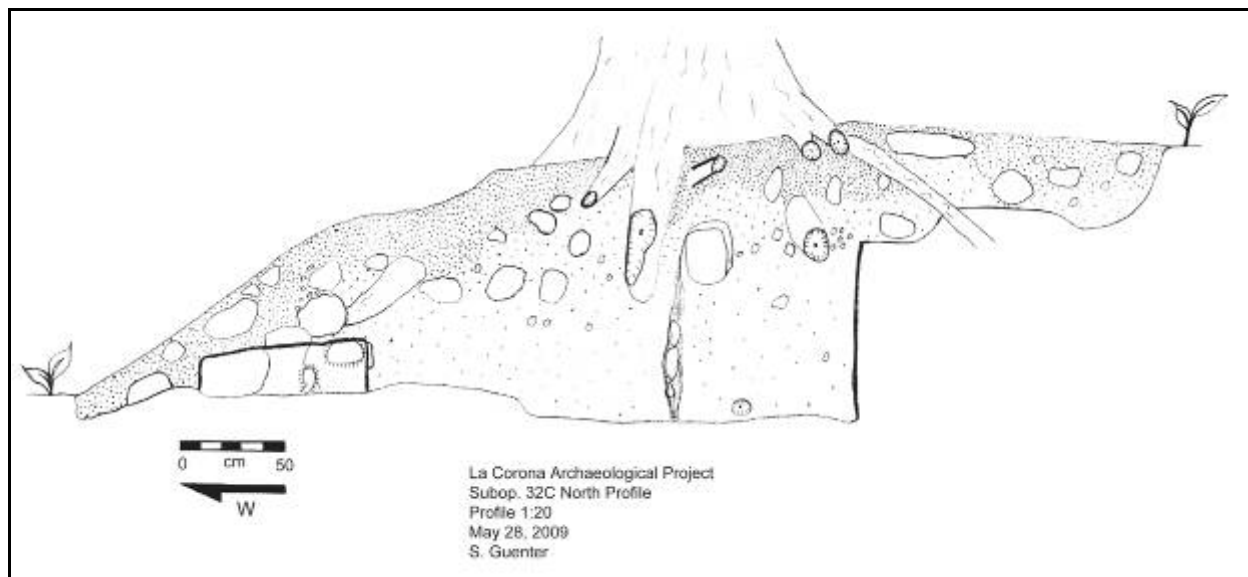 0 cm 50
W
La Corona Archaeological Project
Subop. 32C North Profile
Profile 1:20
May 28, 2009
S. Guenter